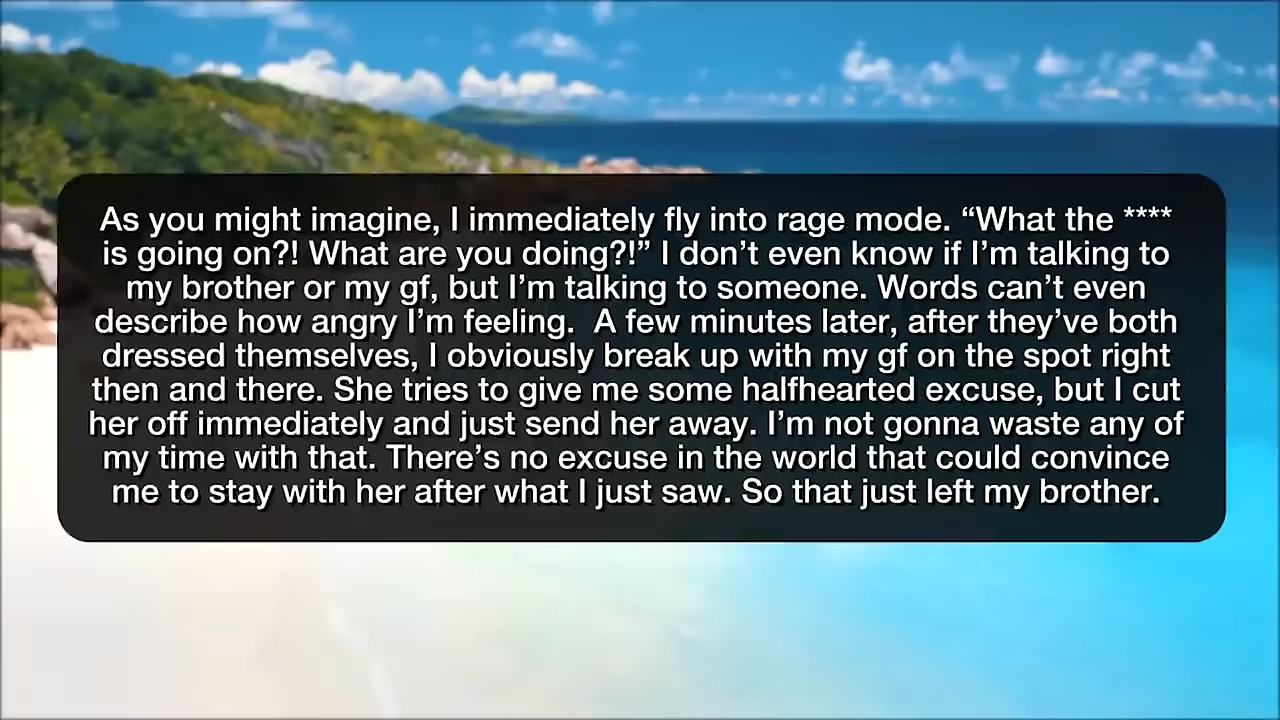 As you might imagine, I immediately fly into rage mode. “What the ****
is going on?! What are you doing?!” I don’t even know if I’m talking to
my brother or my gf, but I’m talking to someone. Words can’t even
describe how angry I’m feeling.  A few minutes later, after they’ve both
dressed themselves, I obviously break up with my gf on the spot right
then and there. She tries to give me some halfhearted excuse, but I cut
her off immediately and just send her away. I’m not gonna waste any of
my time with that. There’s no excuse in the world that could convince
me to stay with her after what I just saw. So that just left my brother.